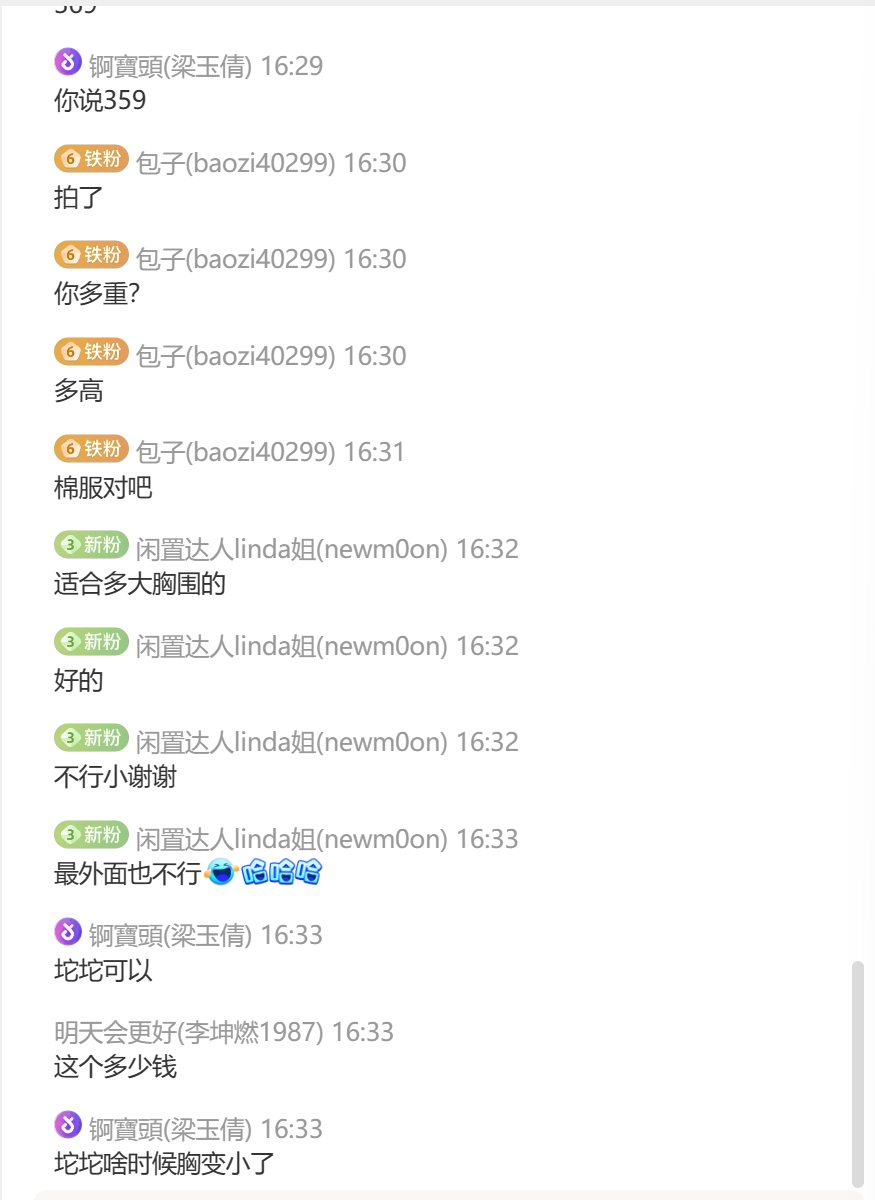 369
锕寶頭(梁玉倩) 16:29
你说359
6 铁粉 包子(baozi40299) 16:30
拍了
6 铁粉 包子(baozi40299) 16:30
你多重?
6 铁粉 包子(baozi40299) 16:30
多高
6 铁粉 包子(baozi40299) 16:31
棉服对吧
3 新粉 闲置达人linda姐(newm0on) 16:32
适合多大胸围的
3 新粉 闲置达人linda姐(newm0on) 16:32
好的
3 新粉 闲置达人linda姐(newm0on) 16:32
不行小谢谢
3 新粉 闲置达人linda姐(newm0on) 16:33
最外面也不行 哈哈哈
锕寶頭(梁玉倩) 16:33
坨坨可以
明天会更好(李坤燃1987) 16:33
这个多少钱
锕寶頭(梁玉倩) 16:33
坨坨啥时候胸变小了